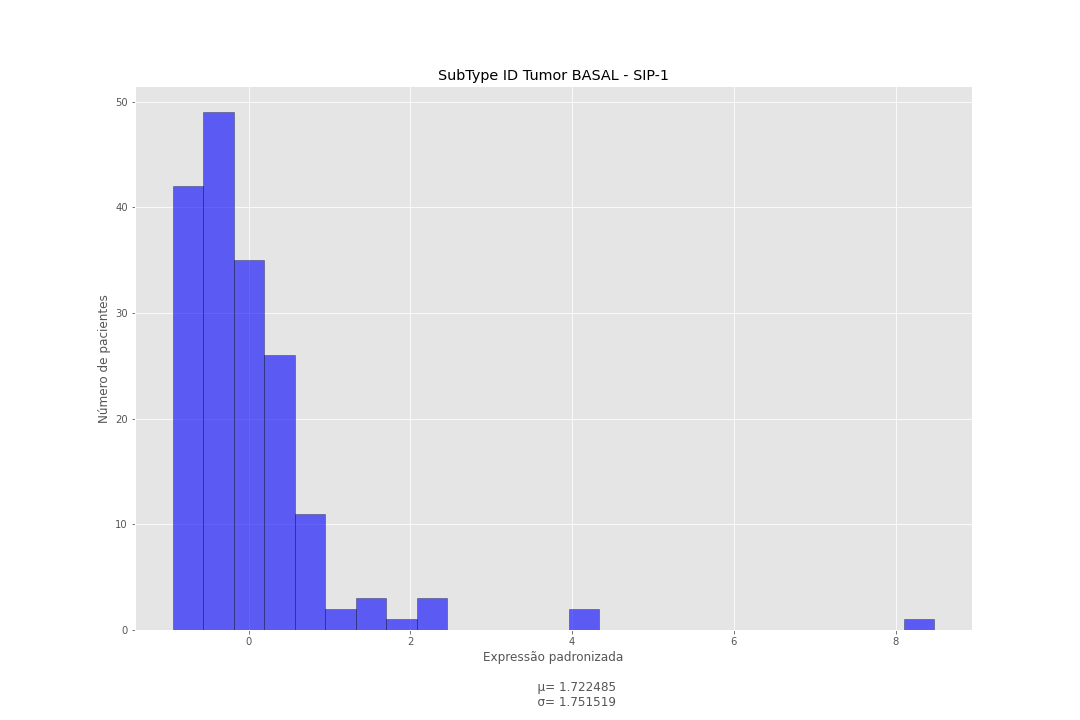 SubType ID Tumor BASAL - SIP-1
50
40
30
20
10
0
Número de pacientes
0 2 4 6 8
Expressão padronizada
μ= 1.722485
σ= 1.751519